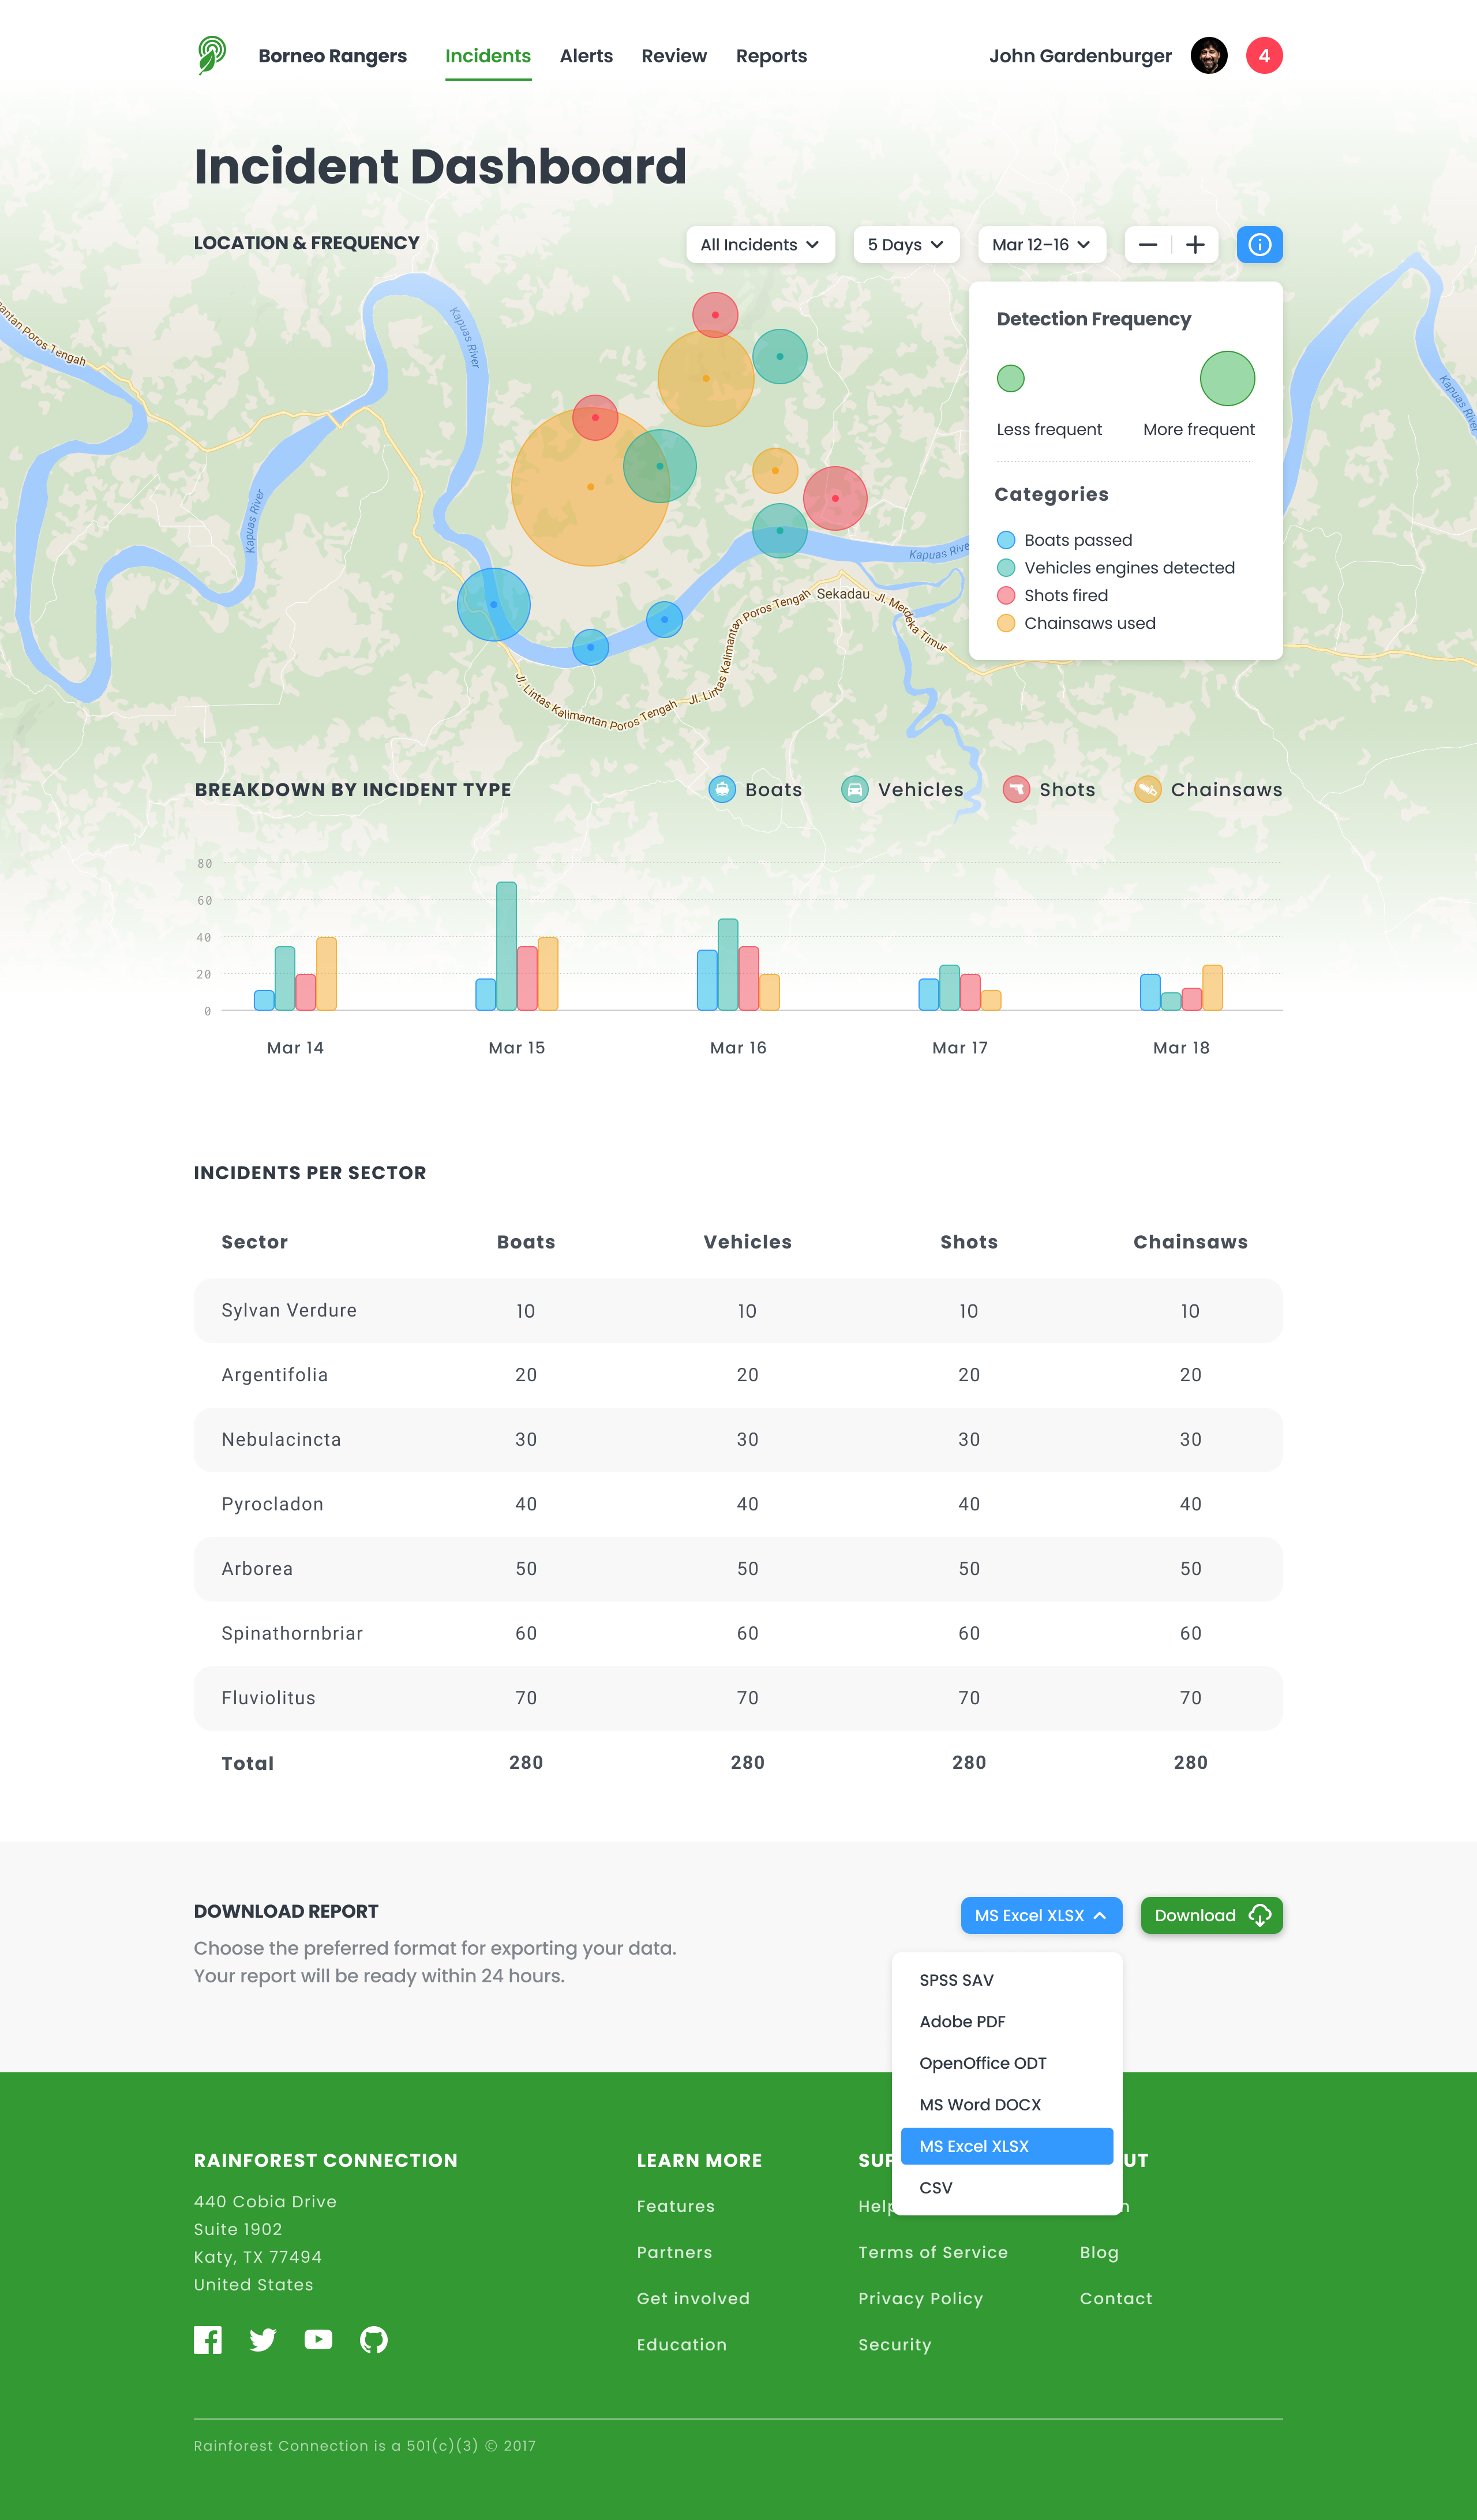 Borneo Rangers Incidents Alerts Review Reports John Gardenburger 4
Incident Dashboard
LOCATION & FREQUENCY All Incidents 5 Days Mar 12–16
Detection Frequency
Less frequent More frequent
Categories
Boats passed
Vehicles engines detected
Shots fired
Chainsaws used
antan Poros Tengah
Kapuas River
Kapuas River
Kapuas River
Kapuas Rive
Kapuas River
Sekadau
Jl. Merdeka Timur
Jl. Lintas Kalimantan Poros Tengah
Jl. Lintas Kalimantan Poros Tengah
BREAKDOWN BY INCIDENT TYPE Boats Vehicles Shots Chainsaws
80
60
40
20
0
Mar 14 Mar 15 Mar 16 Mar 17 Mar 18
INCIDENTS PER SECTOR
Sector Boats Vehicles Shots Chainsaws
Sylvan Verdure 10 10 10 10
Argentifolia 20 20 20 20
Nebulacincta 30 30 30 30
Pyrocladon 40 40 40 40
Arborea 50 50 50 50
Spinathornbriar 60 60 60 60
Fluviolitus 70 70 70 70
Total 280 280 280 280
DOWNLOAD REPORT
Choose the preferred format for exporting your data.
Your report will be ready within 24 hours.
MS Excel XLSX Download
SPSS SAV
Adobe PDF
OpenOffice ODT
MS Word DOCX
MS Excel XLSX
CSV
RAINFOREST CONNECTION
440 Cobia Drive
Suite 1902
Katy, TX 77494
United States
LEARN MORE
Features
Partners
Get involved
Education
SUP
Help
Terms of Service
Privacy Policy
Security
UT
n
Blog
Contact
Rainforest Connection is a 501(c)(3) © 2017